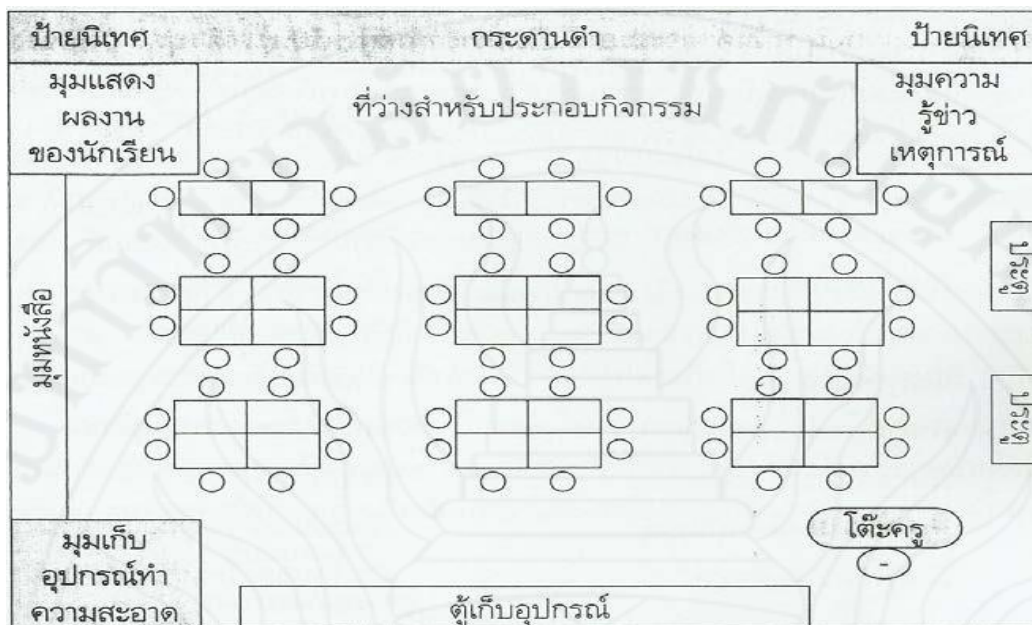 ป้ายนิเทศ
กระดานดำ
ป้ายนิเทศ
มุมแสดง
ผลงาน
ของนักเรียน
ที่ว่างสำหรับประกอบกิจกรรม
มุมความ
รู้ข่าว
เหตุการณ์
มุมหนังสือ
ประตู
ประตู
มุมเก็บ
อุปกรณ์ทำ
ความสะอาด
โต๊ะครู
ตู้เก็บอุปกรณ์